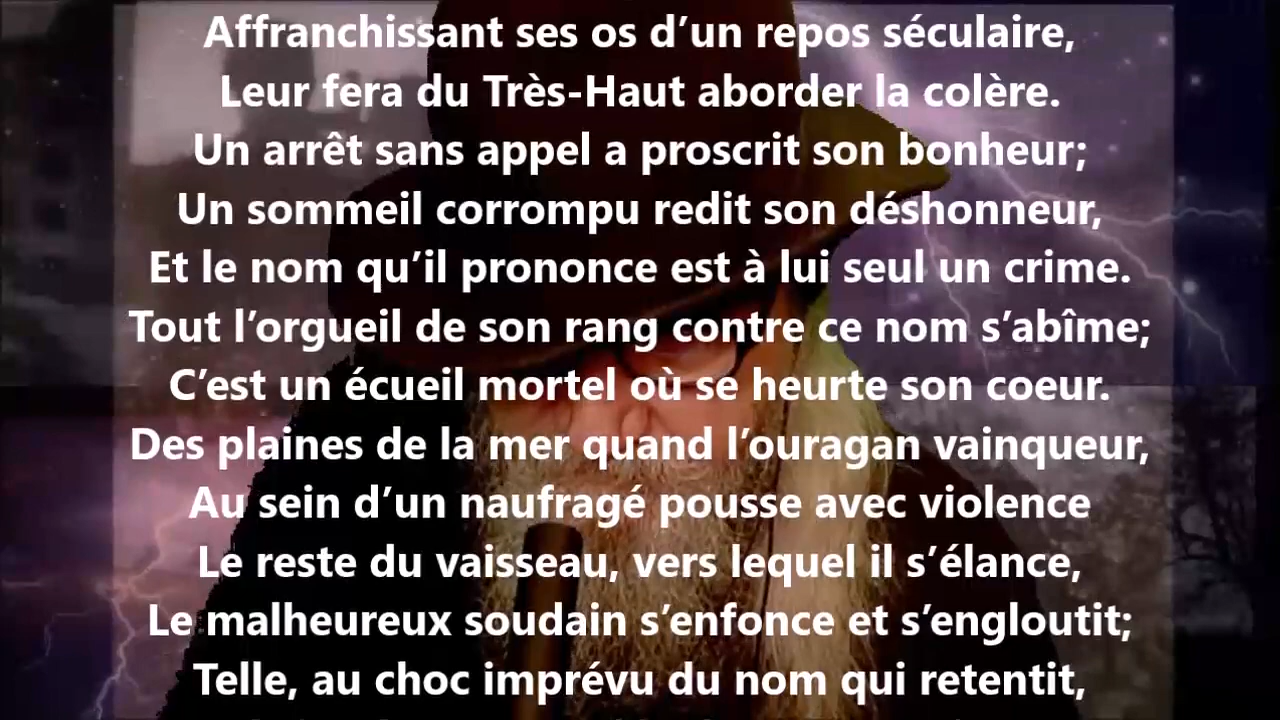 Affranchissant ses os d’un repos séculaire,
Leur fera du Très-Haut aborder la colère.
Un arrêt sans appel a proscrit son bonheur;
Un sommeil corrompu redit son déshonneur,
Et le nom qu’il prononce est à lui seul un crime.
Tout l’orgueil de son rang contre ce nom s’abîme;
C’est un écueil mortel où se heurte son coeur.
Des plaines de la mer quand l’ouragan vainqueur,
Au sein d’un naufragé pousse avec violence
Le reste du vaisseau, vers lequel il s’élance,
Le malheureux soudain s’enfonce et s’engloutit;
Telle, au choc imprévu du nom qui retentit,